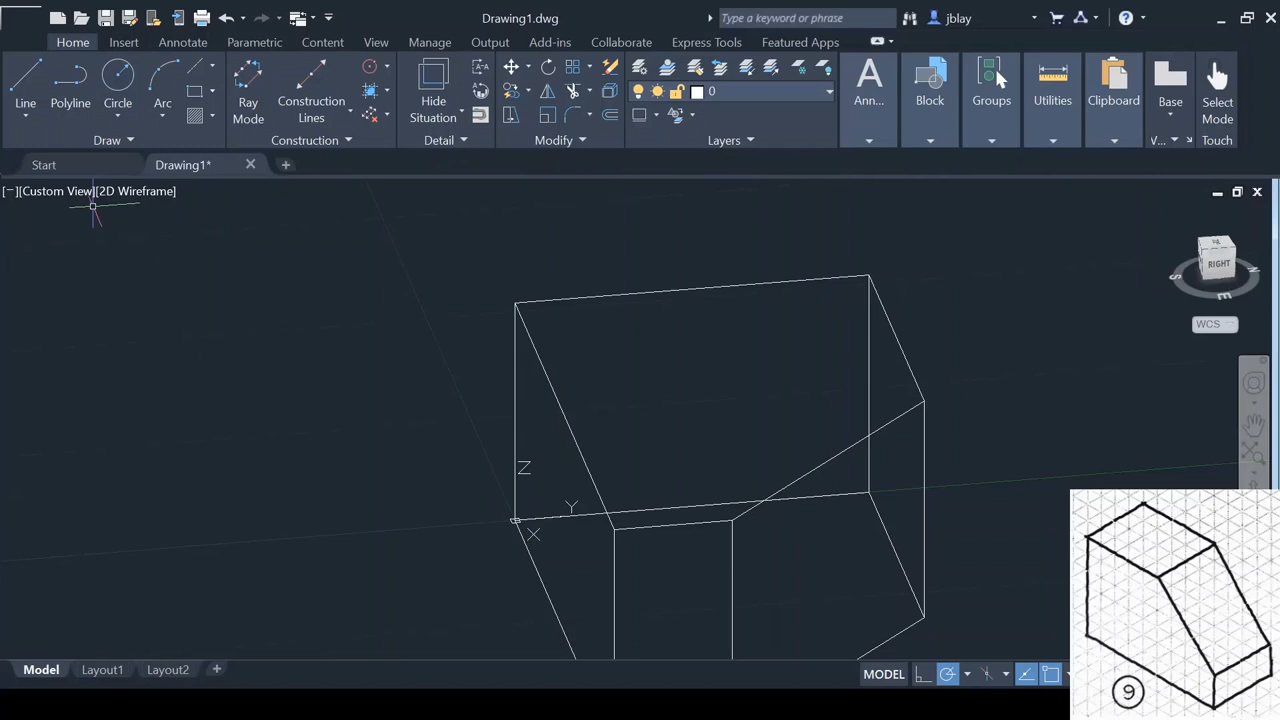 Drawing1.dwg
Type a keyword or phrase
jblay
Home Insert Annotate Parametric Content View Manage Output Add-ins Collaborate Express Tools Featured Apps
Line Polyline Circle Arc
Ray Mode
Construction Lines
Hide Situation
0
Ann... Block Groups Utilities Clipboard Base
Select Mode
Draw Construction Detail Modify Layers V... Touch
Start Drawing1*
[−][Custom View][2D Wireframe]
RIGHT
S
N
E
WCS
Z
Y
X
Model Layout1 Layout2
MODEL
9